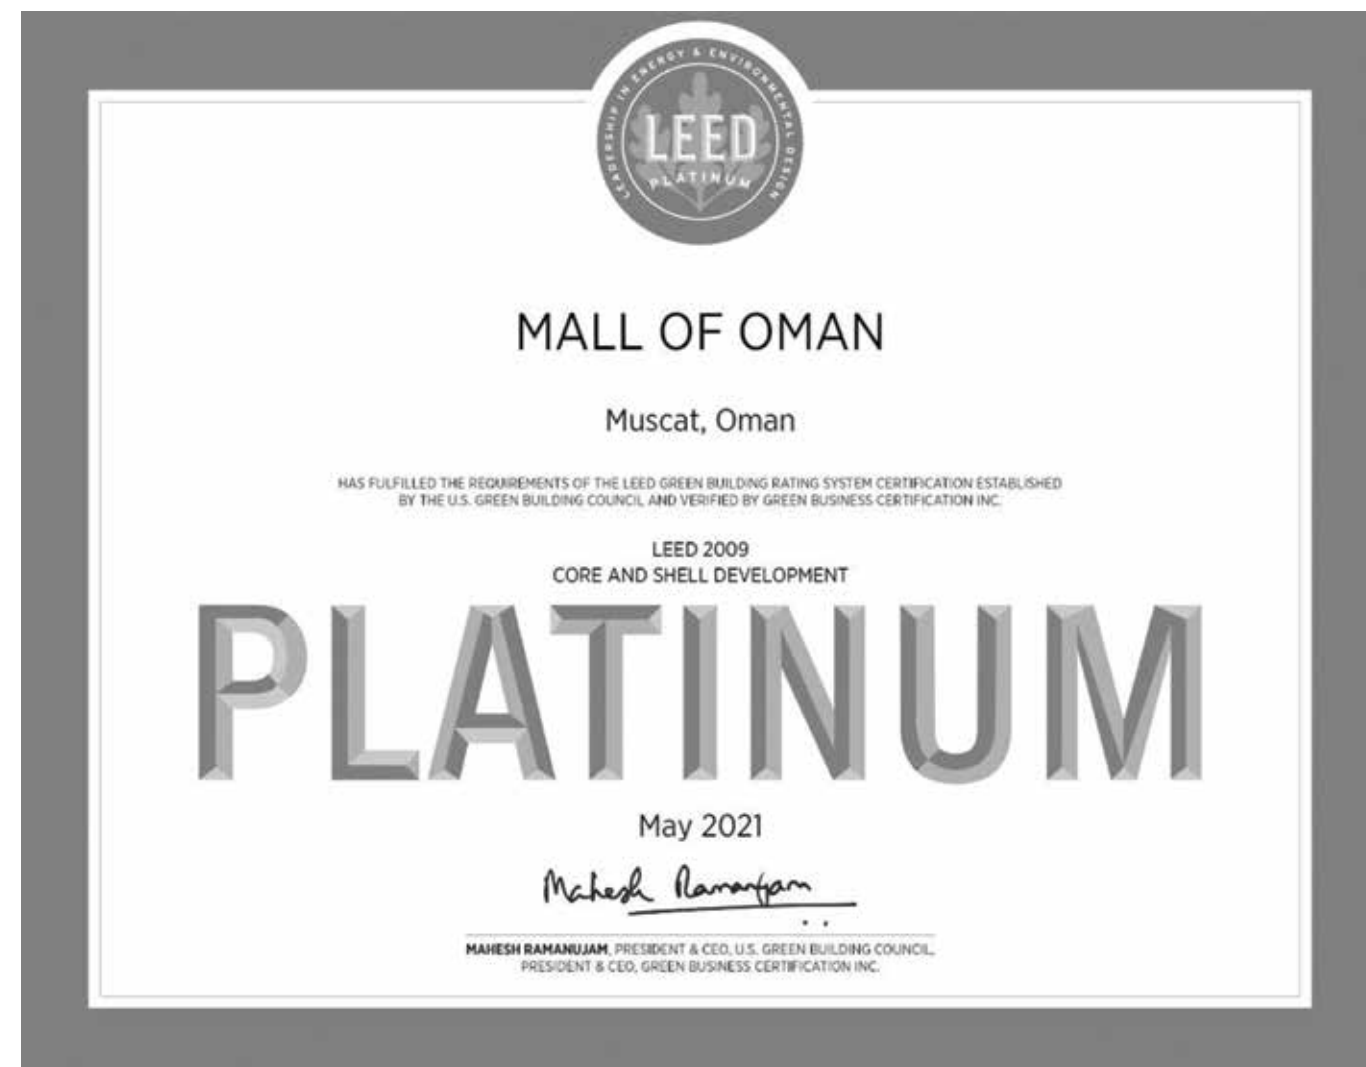 LEADERSHIP IN ENERGY & ENVIRONMENTAL DESIGN
LEED
PLATINUM
MALL OF OMAN
Muscat, Oman
HAS FULFILLED THE REQUIREMENTS OF THE LEED GREEN BUILDING RATING SYSTEM CERTIFICATION ESTABLISHED
BY THE U.S. GREEN BUILDING COUNCIL AND VERIFIED BY GREEN BUSINESS CERTIFICATION INC.
LEED 2009
CORE AND SHELL DEVELOPMENT
PLATINUM
May 2021
Mahesh Ramanujam
MAHESH RAMANUJAM, PRESIDENT & CEO, U.S. GREEN BUILDING COUNCIL,
PRESIDENT & CEO, GREEN BUSINESS CERTIFICATION INC.